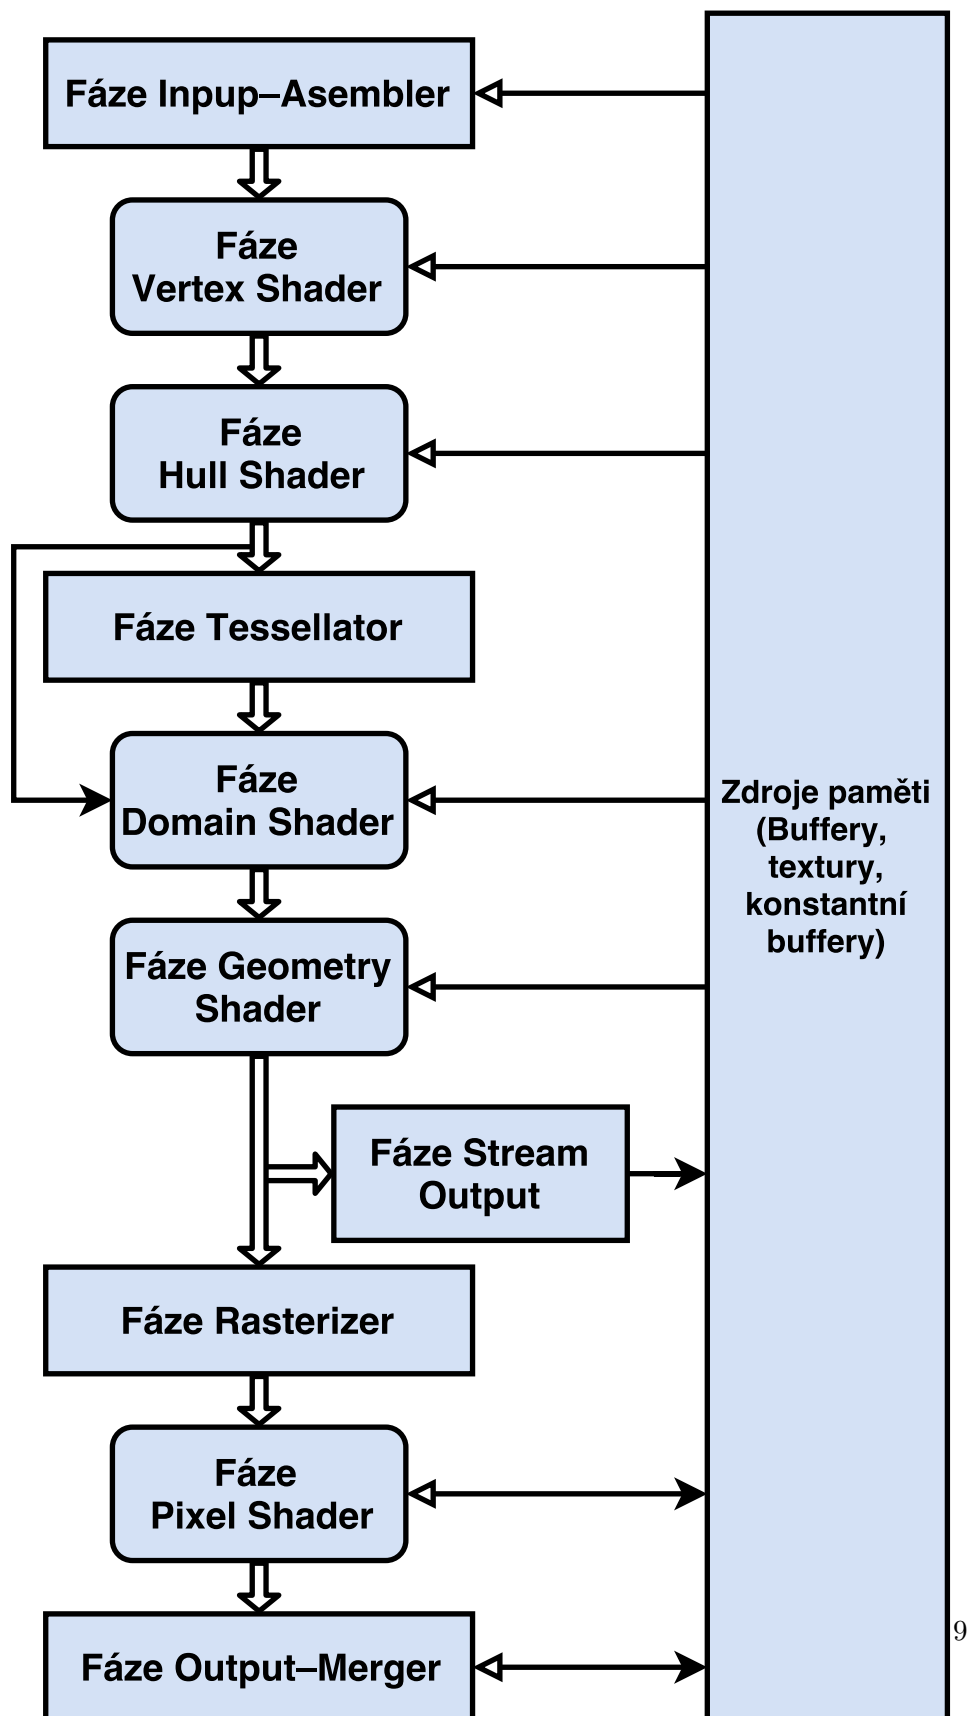 Fáze Inpup–Asembler
Fáze
Vertex Shader
Fáze
Hull Shader
Fáze Tessellator
Fáze
Domain Shader
Fáze Geometry
Shader
Fáze Stream
Output
Fáze Rasterizer
Fáze
Pixel Shader
Fáze Output–Merger
Zdroje paměti
(Buffery,
textury,
konstantní
buffery)
9